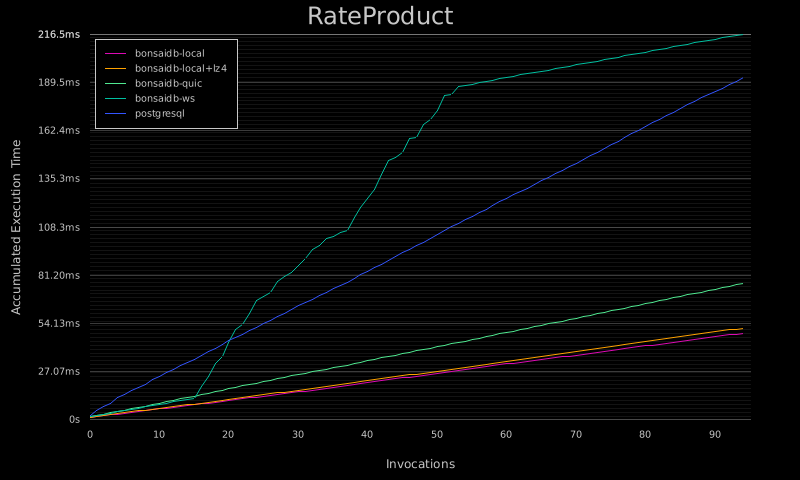 RateProduct
216.5ms
189.5ms
162.4ms
135.3ms
108.3ms
81.20ms
54.13ms
27.07ms
0s
Accumulated Execution Time
bonsaidb-local
bonsaidb-local+lz4
bonsaidb-quic
bonsaidb-ws
postgresql
0 10 20 30 40 50 60 70 80 90
Invocations